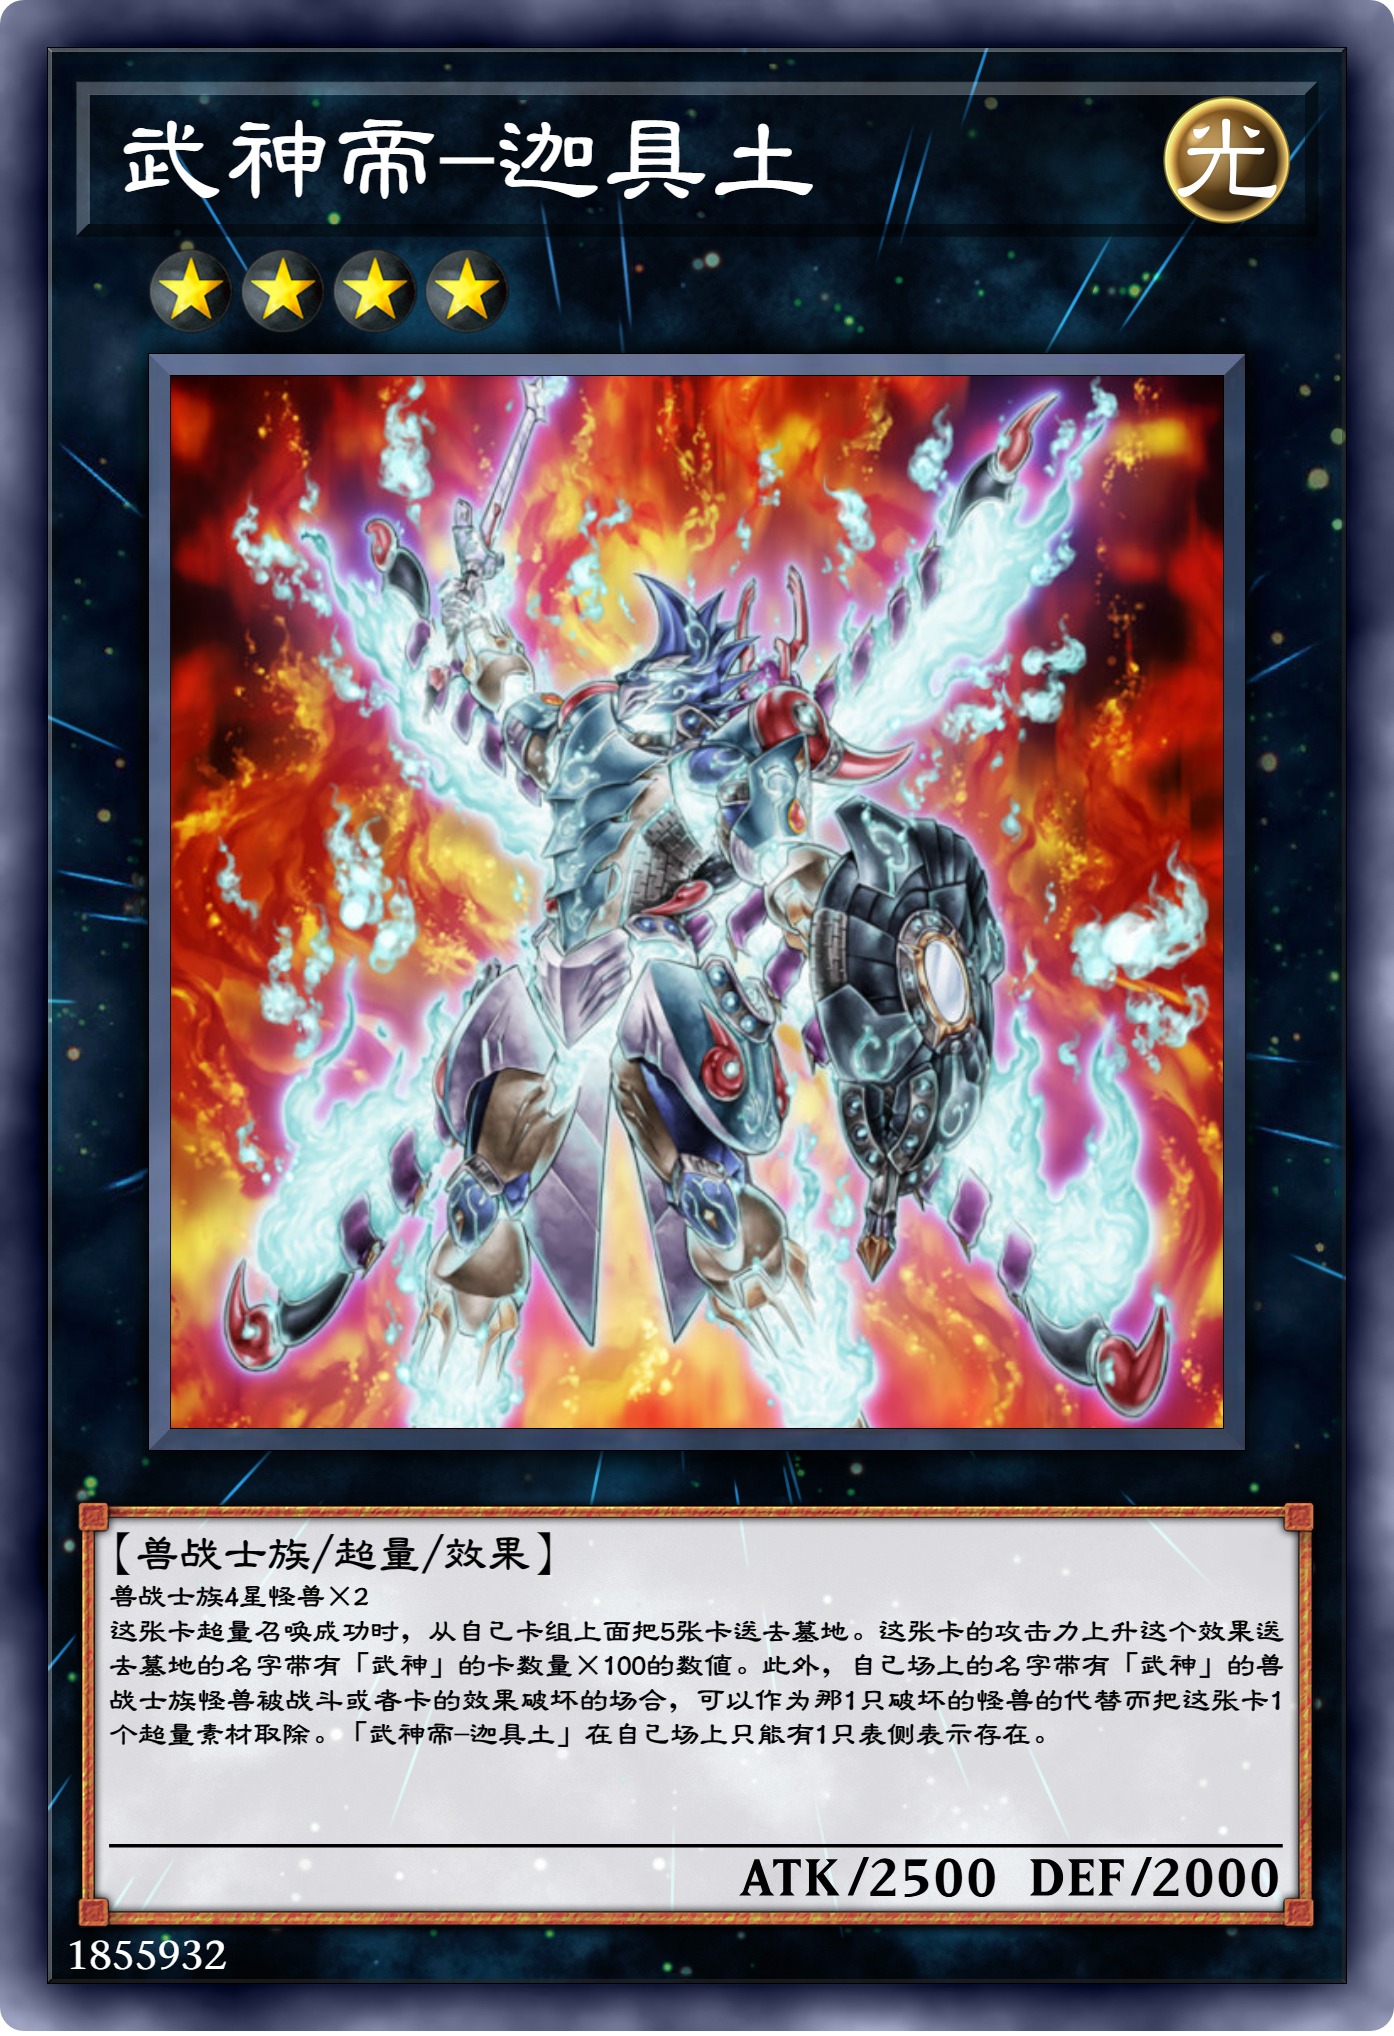 武神帝-迦具土
光
【兽战士族/超量/效果】
兽战士族4星怪兽×2
这张卡超量召唤成功时，从自己卡组上面把5张卡送去墓地。这张卡的攻击力上升这个效果送
去墓地的名字带有「武神」的卡数量×100的数值。此外，自己场上的名字带有「武神」的兽
战士族怪兽被战斗或者卡的效果破坏的场合，可以作为那1只破坏的怪兽的代替而把这张卡1
个超量素材取除。「武神帝-迦具土」在自己场上只能有1只表侧表示存在。
ATK/2500 DEF/2000
1855932